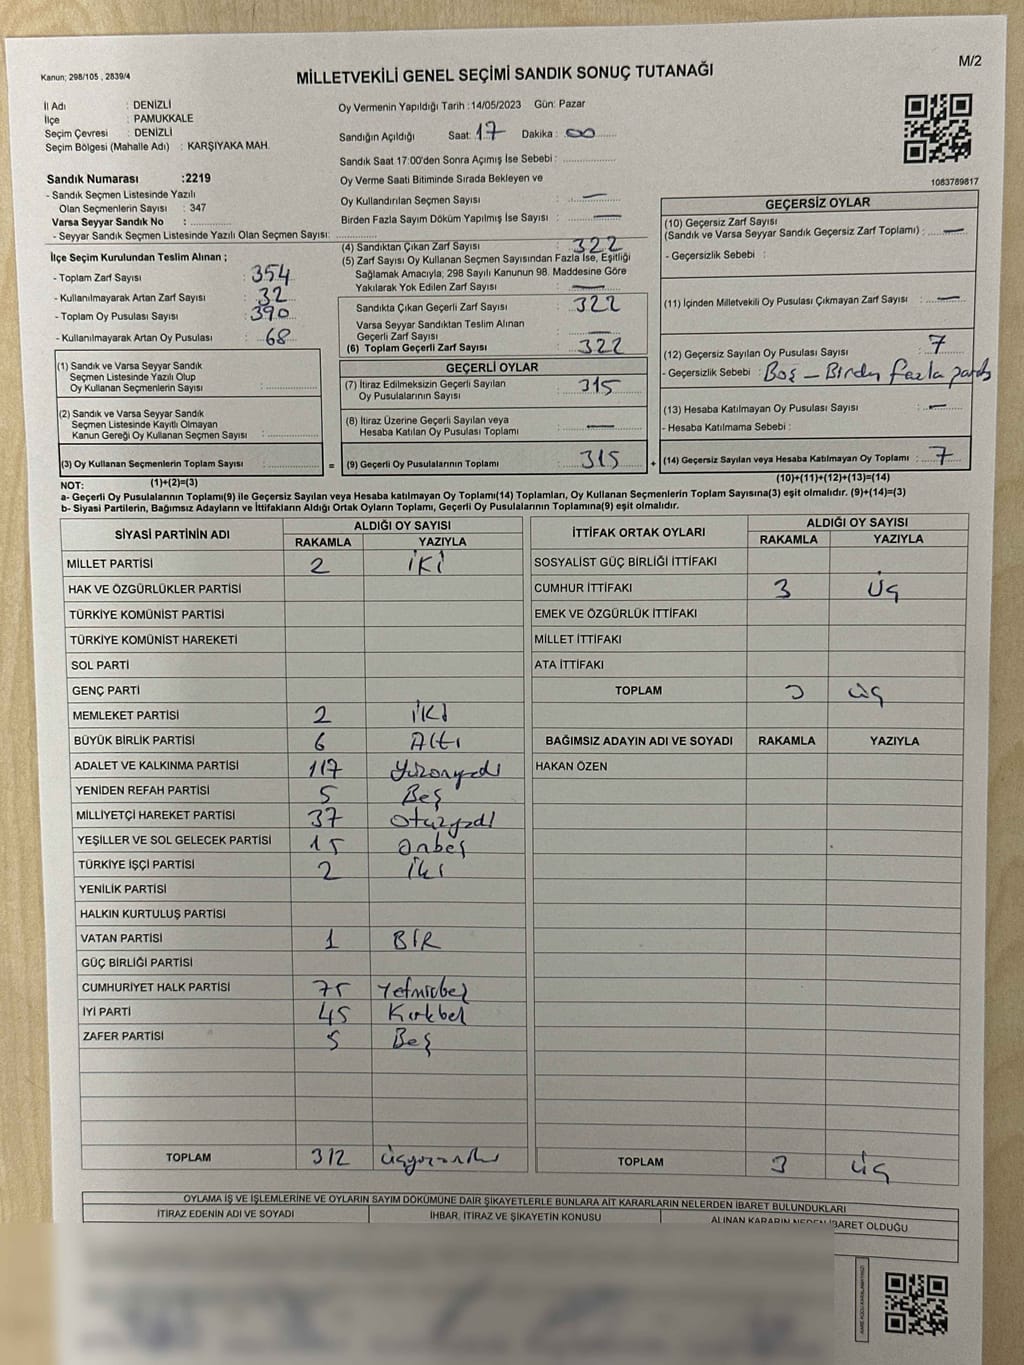 Kanun; 298/105 , 2839/4
MİLLETVEKİLİ GENEL SEÇİMİ SANDIK SONUÇ TUTANAĞI
M/2
İl Adı : DENİZLİ
İlçe : PAMUKKALE
Seçim Çevresi : DENİZLİ
Seçim Bölgesi (Mahalle Adı) : KARŞIYAKA MAH.
Sandık Numarası :2219
- Sandık Seçmen Listesinde Yazılı
Olan Seçmenlerin Sayısı : 347
Varsa Seyyar Sandık No :
- Seyyar Sandık Seçmen Listesinde Yazılı Olan Seçmen Sayısı:
İlçe Seçim Kurulundan Teslim Alınan ;
- Toplam Zarf Sayısı : 354
- Kullanılmayarak Artan Zarf Sayısı : 32
- Toplam Oy Pusulası Sayısı : 390
- Kullanılmayarak Artan Oy Pusulası : 68
(1) Sandık ve Varsa Seyyar Sandık
Seçmen Listesinde Yazılı Olup
Oy Kullanan Seçmenlerin Sayısı :
(2) Sandık ve Varsa Seyyar Sandık
Seçmen Listesinde Kayıtlı Olmayan
Kanun Gereği Oy Kullanan Seçmen Sayısı :
(3) Oy Kullanan Seçmenlerin Toplam Sayısı :
Oy Vermenin Yapıldığı Tarih :14/05/2023 Gün: Pazar
Sandığın Açıldığı Saat: 17 Dakika : 00
Sandık Saat 17:00'den Sonra Açımış İse Sebebi :
Oy Verme Saati Bitiminde Sırada Bekleyen ve
Oy Kullandırılan Seçmen Sayısı : —
Birden Fazla Sayım Döküm Yapılmış İse Sayısı : —
(4) Sandıktan Çıkan Zarf Sayısı : 322
(5) Zarf Sayısı Oy Kullanan Seçmen Sayısından Fazla İse, Eşitliği
Sağlamak Amacıyla; 298 Sayılı Kanunun 98. Maddesine Göre
Yakılarak Yok Edilen Zarf Sayısı : —
Sandıkta Çıkan Geçerli Zarf Sayısı : 322
Varsa Seyyar Sandıktan Teslim Alınan
Geçerli Zarf Sayısı : —
(6) Toplam Geçerli Zarf Sayısı : 322
GEÇERLİ OYLAR
(7) İtiraz Edilmeksizin Geçerli Sayılan
Oy Pusulalarının Sayısı : 315
(8) İtiraz Üzerine Geçerli Sayılan veya
Hesaba Katılan Oy Pusulası Toplamı : —
= (9) Geçerli Oy Pusulalarının Toplamı : 315
1083789817
GEÇERSİZ OYLAR
(10) Geçersiz Zarf Sayısı
(Sandık ve Varsa Seyyar Sandık Geçersiz Zarf Toplamı) : —
- Geçersizlik Sebebi :
(11) İçinden Milletvekili Oy Pusulası Çıkmayan Zarf Sayısı : —
(12) Geçersiz Sayılan Oy Pusulası Sayısı : 7
- Geçersizlik Sebebi : Boş - Birden fazla
(13) Hesaba Katılmayan Oy Pusulası Sayısı : —
- Hesaba Katılmama Sebebi :
+ (14) Geçersiz Sayılan veya Hesaba Katılmayan Oy Toplamı : 7
NOT: (1)+(2)=(3) (10)+(11)+(12)+(13)=(14)
a- Geçerli Oy Pusulalarının Toplamı(9) ile Geçersiz Sayılan veya Hesaba katılmayan Oy Toplamı(14) Toplamları, Oy Kullanan Seçmenlerin Toplam Sayısına(3) eşit olmalıdır. (9)+(14)=(3)
b- Siyasi Partilerin, Bağımsız Adayların ve İttifakların Aldığı Ortak Oyların Toplamı, Geçerli Oy Pusulalarının Toplamına(9) eşit olmalıdır.
SİYASİ PARTİNİN ADI ALDIĞI OY SAYISI
RAKAMLA YAZIYLA
MİLLET PARTİSİ 2 İKİ
HAK VE ÖZGÜRLÜKLER PARTİSİ
TÜRKİYE KOMÜNİST PARTİSİ
TÜRKİYE KOMÜNİST HAREKETİ
SOL PARTİ
GENÇ PARTİ
MEMLEKET PARTİSİ 2 İKİ
BÜYÜK BİRLİK PARTİSİ 6 Altı
ADALET VE KALKINMA PARTİSİ 117 Yüzonyedi
YENİDEN REFAH PARTİSİ 5 Beş
MİLLİYETÇİ HAREKET PARTİSİ 37 otuzyedi
YEŞİLLER VE SOL GELECEK PARTİSİ 15 onbeş
TÜRKİYE İŞÇİ PARTİSİ 2 İki
YENİLİK PARTİSİ
HALKIN KURTULUŞ PARTİSİ
VATAN PARTİSİ 1 BİR
GÜÇ BİRLİĞİ PARTİSİ
CUMHURİYET HALK PARTİSİ 75 Yetmişbeş
İYİ PARTİ 45 Kırkbeş
ZAFER PARTİSİ 5 Beş
TOPLAM 312 üçyüzoniki
İTTİFAK ORTAK OYLARI ALDIĞI OY SAYISI
RAKAMLA YAZIYLA
SOSYALİST GÜÇ BİRLİĞİ İTTİFAKI
CUMHUR İTTİFAKI 3 Üç
EMEK VE ÖZGÜRLÜK İTTİFAKI
MİLLET İTTİFAKI
ATA İTTİFAKI
TOPLAM 3 üç
BAĞIMSIZ ADAYIN ADI VE SOYADI RAKAMLA YAZIYLA
HAKAN ÖZEN
TOPLAM 3 üç
OYLAMA İŞ VE İŞLEMLERİNE VE OYLARIN SAYIM DÖKÜMÜNE DAİR ŞİKAYETLERLE BUNLARA AİT KARARLARIN NELERDEN İBARET BULUNDUKLARI
İTİRAZ EDENİN ADI VE SOYADI İHBAR, İTİRAZ VE ŞİKAYETİN KONUSU ALINAN KARARIN NEDEN İBARET OLDUĞU